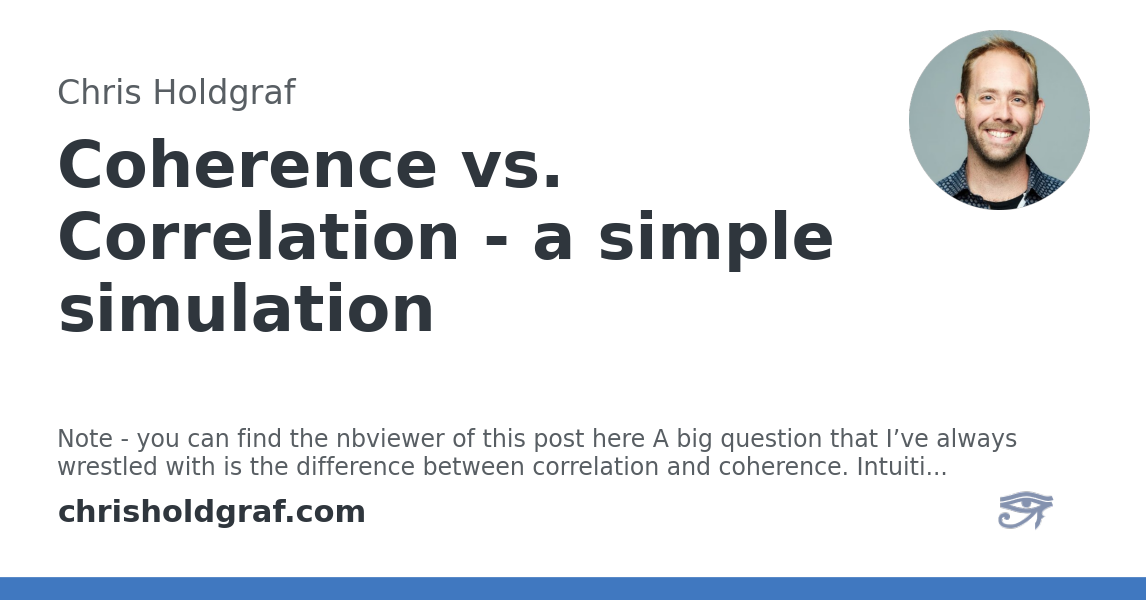 Chris Holdgraf
Coherence vs.
Correlation - a simple
simulation
Note - you can find the nbviewer of this post here A big question that I’ve always
wrestled with is the difference between correlation and coherence. Intuiti...
chrisholdgraf.com